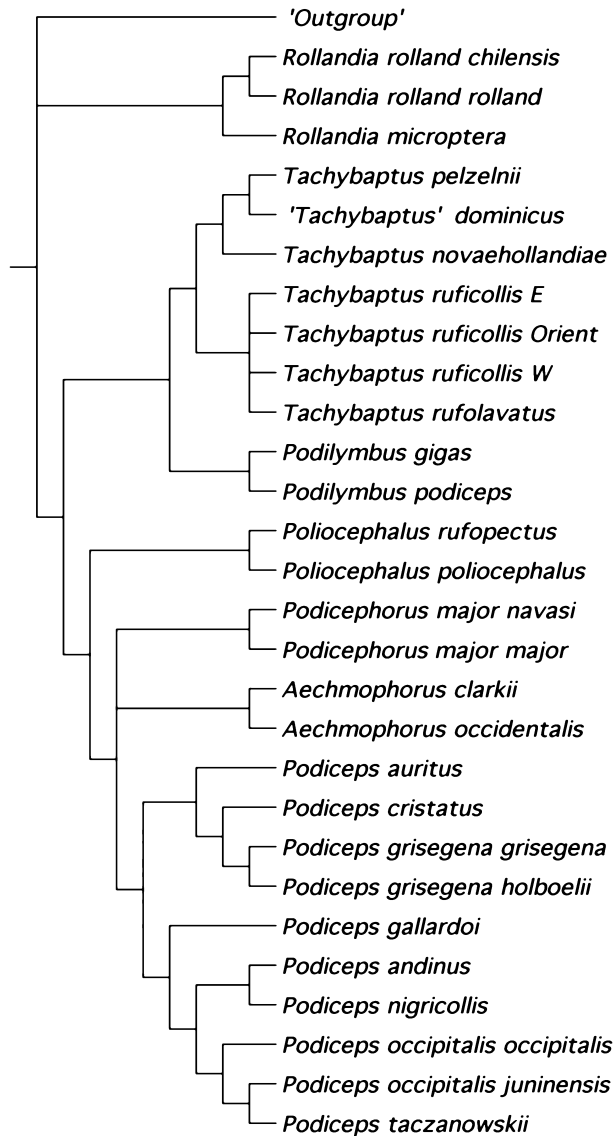 'Outgroup'
Rollandia rolland chilensis
Rollandia rolland rolland
Rollandia microptera
Tachybaptus pelzelnii
'Tachybaptus' dominicus
Tachybaptus novaehollandiae
Tachybaptus ruficollis E
Tachybaptus ruficollis Orient
Tachybaptus ruficollis W
Tachybaptus rufolavatus
Podilymbus gigas
Podilymbus podiceps
Poliocephalus rufopectus
Poliocephalus poliocephalus
Podicephorus major navasi
Podicephorus major major
Aechmophorus clarkii
Aechmophorus occidentalis
Podiceps auritus
Podiceps cristatus
Podiceps grisegena grisegena
Podiceps grisegena holboelii
Podiceps gallardoi
Podiceps andinus
Podiceps nigricollis
Podiceps occipitalis occipitalis
Podiceps occipitalis juninensis
Podiceps taczanowskii